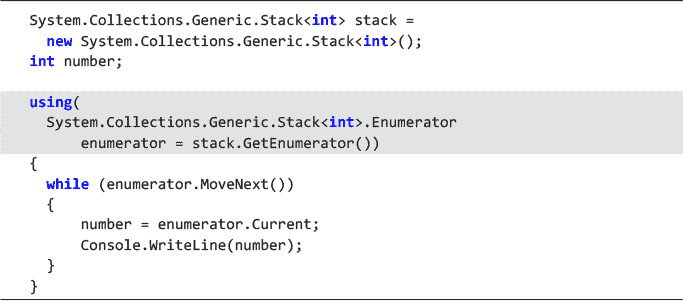 System.Collections.Generic.Stack<int> stack =
  new System.Collections.Generic.Stack<int>();
int number;

using(
  System.Collections.Generic.Stack<int>.Enumerator
      enumerator = stack.GetEnumerator())
{
  while (enumerator.MoveNext())
  {
      number = enumerator.Current;
      Console.WriteLine(number);
  }
}